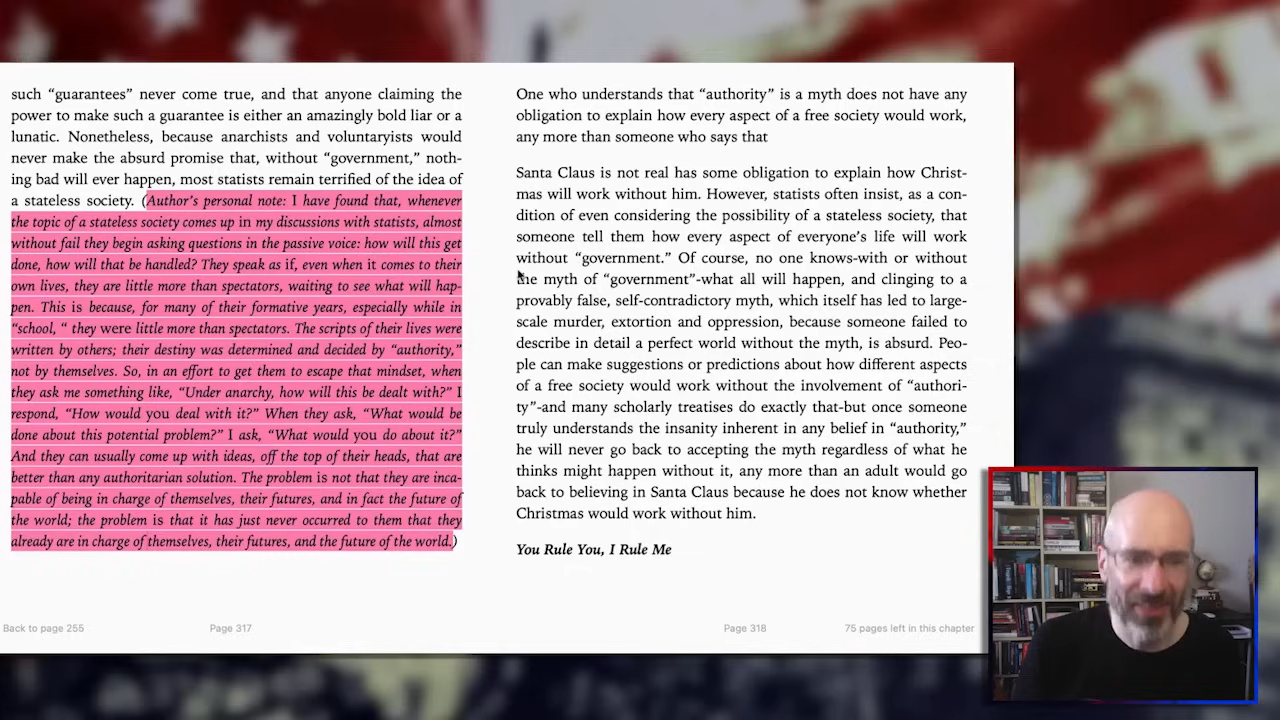 such “guarantees” never come true, and that anyone claiming the
power to make such a guarantee is either an amazingly bold liar or a
lunatic. Nonetheless, because anarchists and voluntaryists would
never make the absurd promise that, without “government,” noth-
ing bad will ever happen, most statists remain terrified of the idea of
a stateless society. (Author’s personal note: I have found that, whenever
the topic of a stateless society comes up in my discussions with statists, almost
without fail they begin asking questions in the passive voice: how will this get
done, how will that be handled? They speak as if, even when it comes to their
own lives, they are little more than spectators, waiting to see what will hap-
pen. This is because, for many of their formative years, especially while in
“school, “ they were little more than spectators. The scripts of their lives were
written by others; their destiny was determined and decided by “authority,”
not by themselves. So, in an effort to get them to escape that mindset, when
they ask me something like, “Under anarchy, how will this be dealt with?” I
respond, “How would you deal with it?” When they ask, “What would be
done about this potential problem?” I ask, “What would you do about it?”
And they can usually come up with ideas, off the top of their heads, that are
better than any authoritarian solution. The problem is not that they are inca-
pable of being in charge of themselves, their futures, and in fact the future of
the world; the problem is that it has just never occurred to them that they
already are in charge of themselves, their futures, and the future of the world.)
Back to page 255
Page 317
One who understands that “authority” is a myth does not have any
obligation to explain how every aspect of a free society would work,
any more than someone who says that
Santa Claus is not real has some obligation to explain how Christ-
mas will work without him. However, statists often insist, as a con-
dition of even considering the possibility of a stateless society, that
someone tell them how every aspect of everyone’s life will work
without “government.” Of course, no one knows-with or without
the myth of “government”-what all will happen, and clinging to a
provably false, self-contradictory myth, which itself has led to large-
scale murder, extortion and oppression, because someone failed to
describe in detail a perfect world without the myth, is absurd. Peo-
ple can make suggestions or predictions about how different aspects
of a free society would work without the involvement of “authori-
ty”-and many scholarly treatises do exactly that-but once someone
truly understands the insanity inherent in any belief in “authority,”
he will never go back to accepting the myth regardless of what he
thinks might happen without it, any more than an adult would go
back to believing in Santa Claus because he does not know whether
Christmas would work without him.
You Rule You, I Rule Me
Page 318
75 pages left in this chapter